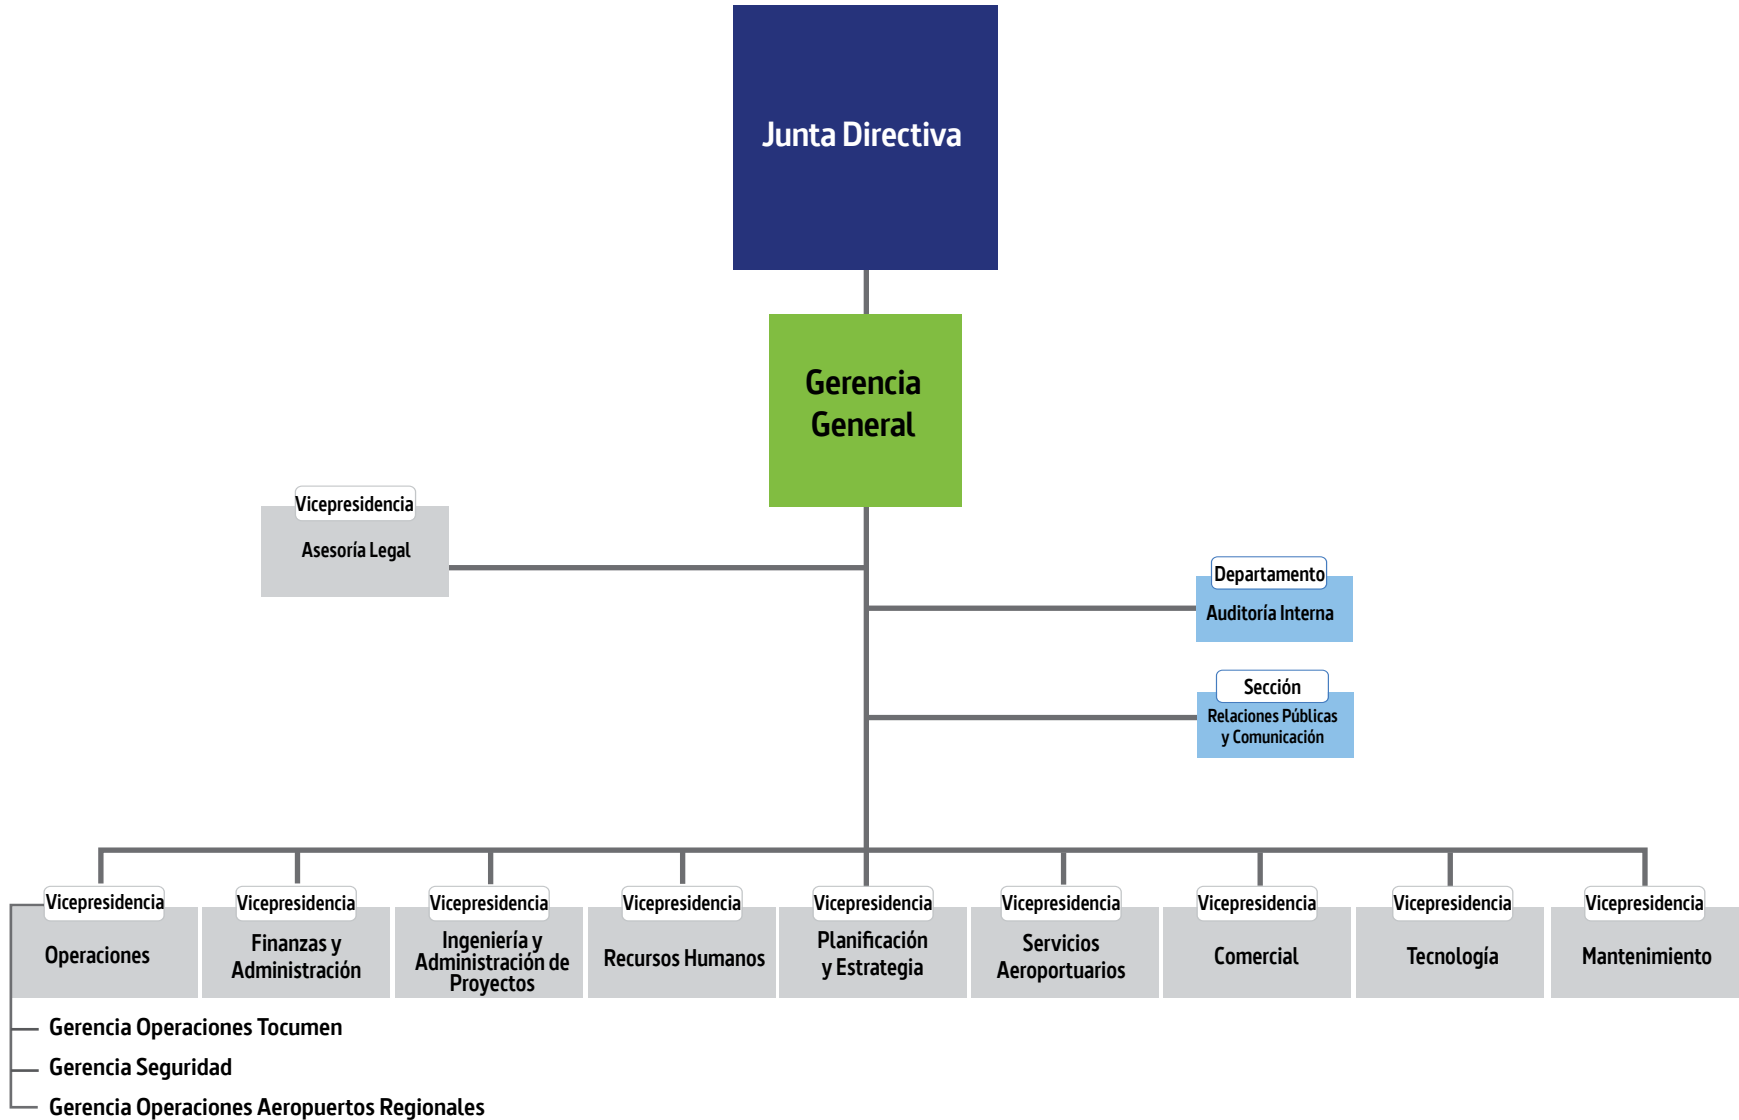 Junta Directiva
Gerencia
General
Vicepresidencia
Asesoría Legal
Departamento
Auditoría Interna
Sección
Relaciones Públicas
y Comunicación
Vicepresidencia
Operaciones
Vicepresidencia
Finanzas y
Administración
Vicepresidencia
Ingeniería y
Administración de
Proyectos
Vicepresidencia
Recursos Humanos
Vicepresidencia
Planificación
y Estrategia
Vicepresidencia
Servicios
Aeroportuarios
Vicepresidencia
Comercial
Vicepresidencia
Tecnología
Vicepresidencia
Mantenimiento
Gerencia Operaciones Tocumen
Gerencia Seguridad
Gerencia Operaciones Aeropuertos Regionales